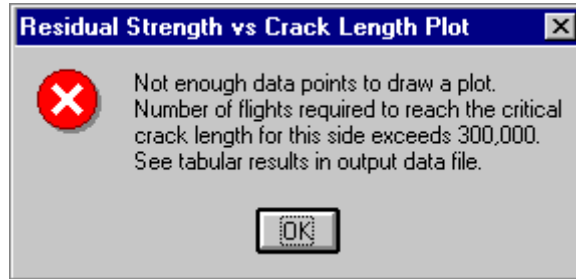 Residual Strength vs Crack Length Plot
Not enough data points to draw a plot.
Number of flights required to reach the critical
crack length for this side exceeds 300,000.
See tabular results in output data file.
OK